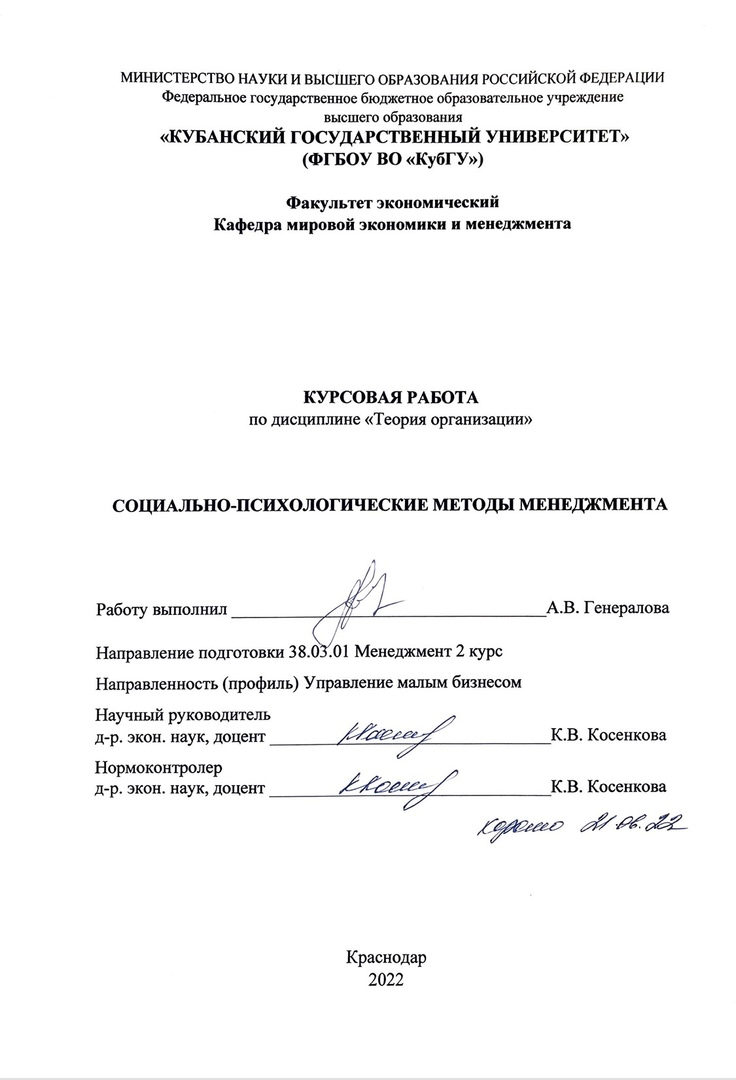 МИНИСТЕРСТВО НАУКИ И ВЫСШЕГО ОБРАЗОВАНИЯ РОССИЙСКОЙ ФЕДЕРАЦИИ
Федеральное государственное бюджетное образовательное учреждение
высшего образования
«КУБАНСКИЙ ГОСУДАРСТВЕННЫЙ УНИВЕРСИТЕТ»
(ФГБОУ ВО «КубГУ»)
Факультет экономический
Кафедра мировой экономики и менеджмента
КУРСОВАЯ РАБОТА
по дисциплине «Теория организации»
СОЦИАЛЬНО-ПСИХОЛОГИЧЕСКИЕ МЕТОДЫ МЕНЕДЖМЕНТА
Работу выполнил А.В. Генералова
Направление подготовки 38.03.01 Менеджмент 2 курс
Направленность (профиль) Управление малым бизнесом
Научный руководитель
д-р. экон. наук, доцент К.В. Косенкова
Нормоконтролер
д-р. экон. наук, доцент К.В. Косенкова
хорошо 21.06.22
Краснодар
2022